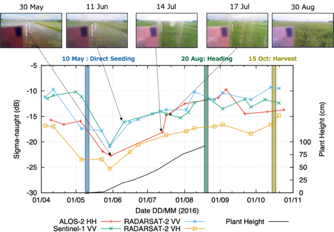 30 May
11 Jun
14 Jul
17 Jul
30 Aug
10 May : Direct Seeding
20 Aug: Heading
15 Oct: Harvest
Sigma-naught (dB)
-5
-10
-15
-20
-25
-30
100
75
50
25
0
Plant Height (cm)
01/04
01/05
01/06
01/07
01/08
01/09
01/10
01/11
Date DD/MM (2016)
ALOS-2 HH
RADARSAT-2 VV
Plant Height
Sentinel-1 VV
RADARSAT-2 VH